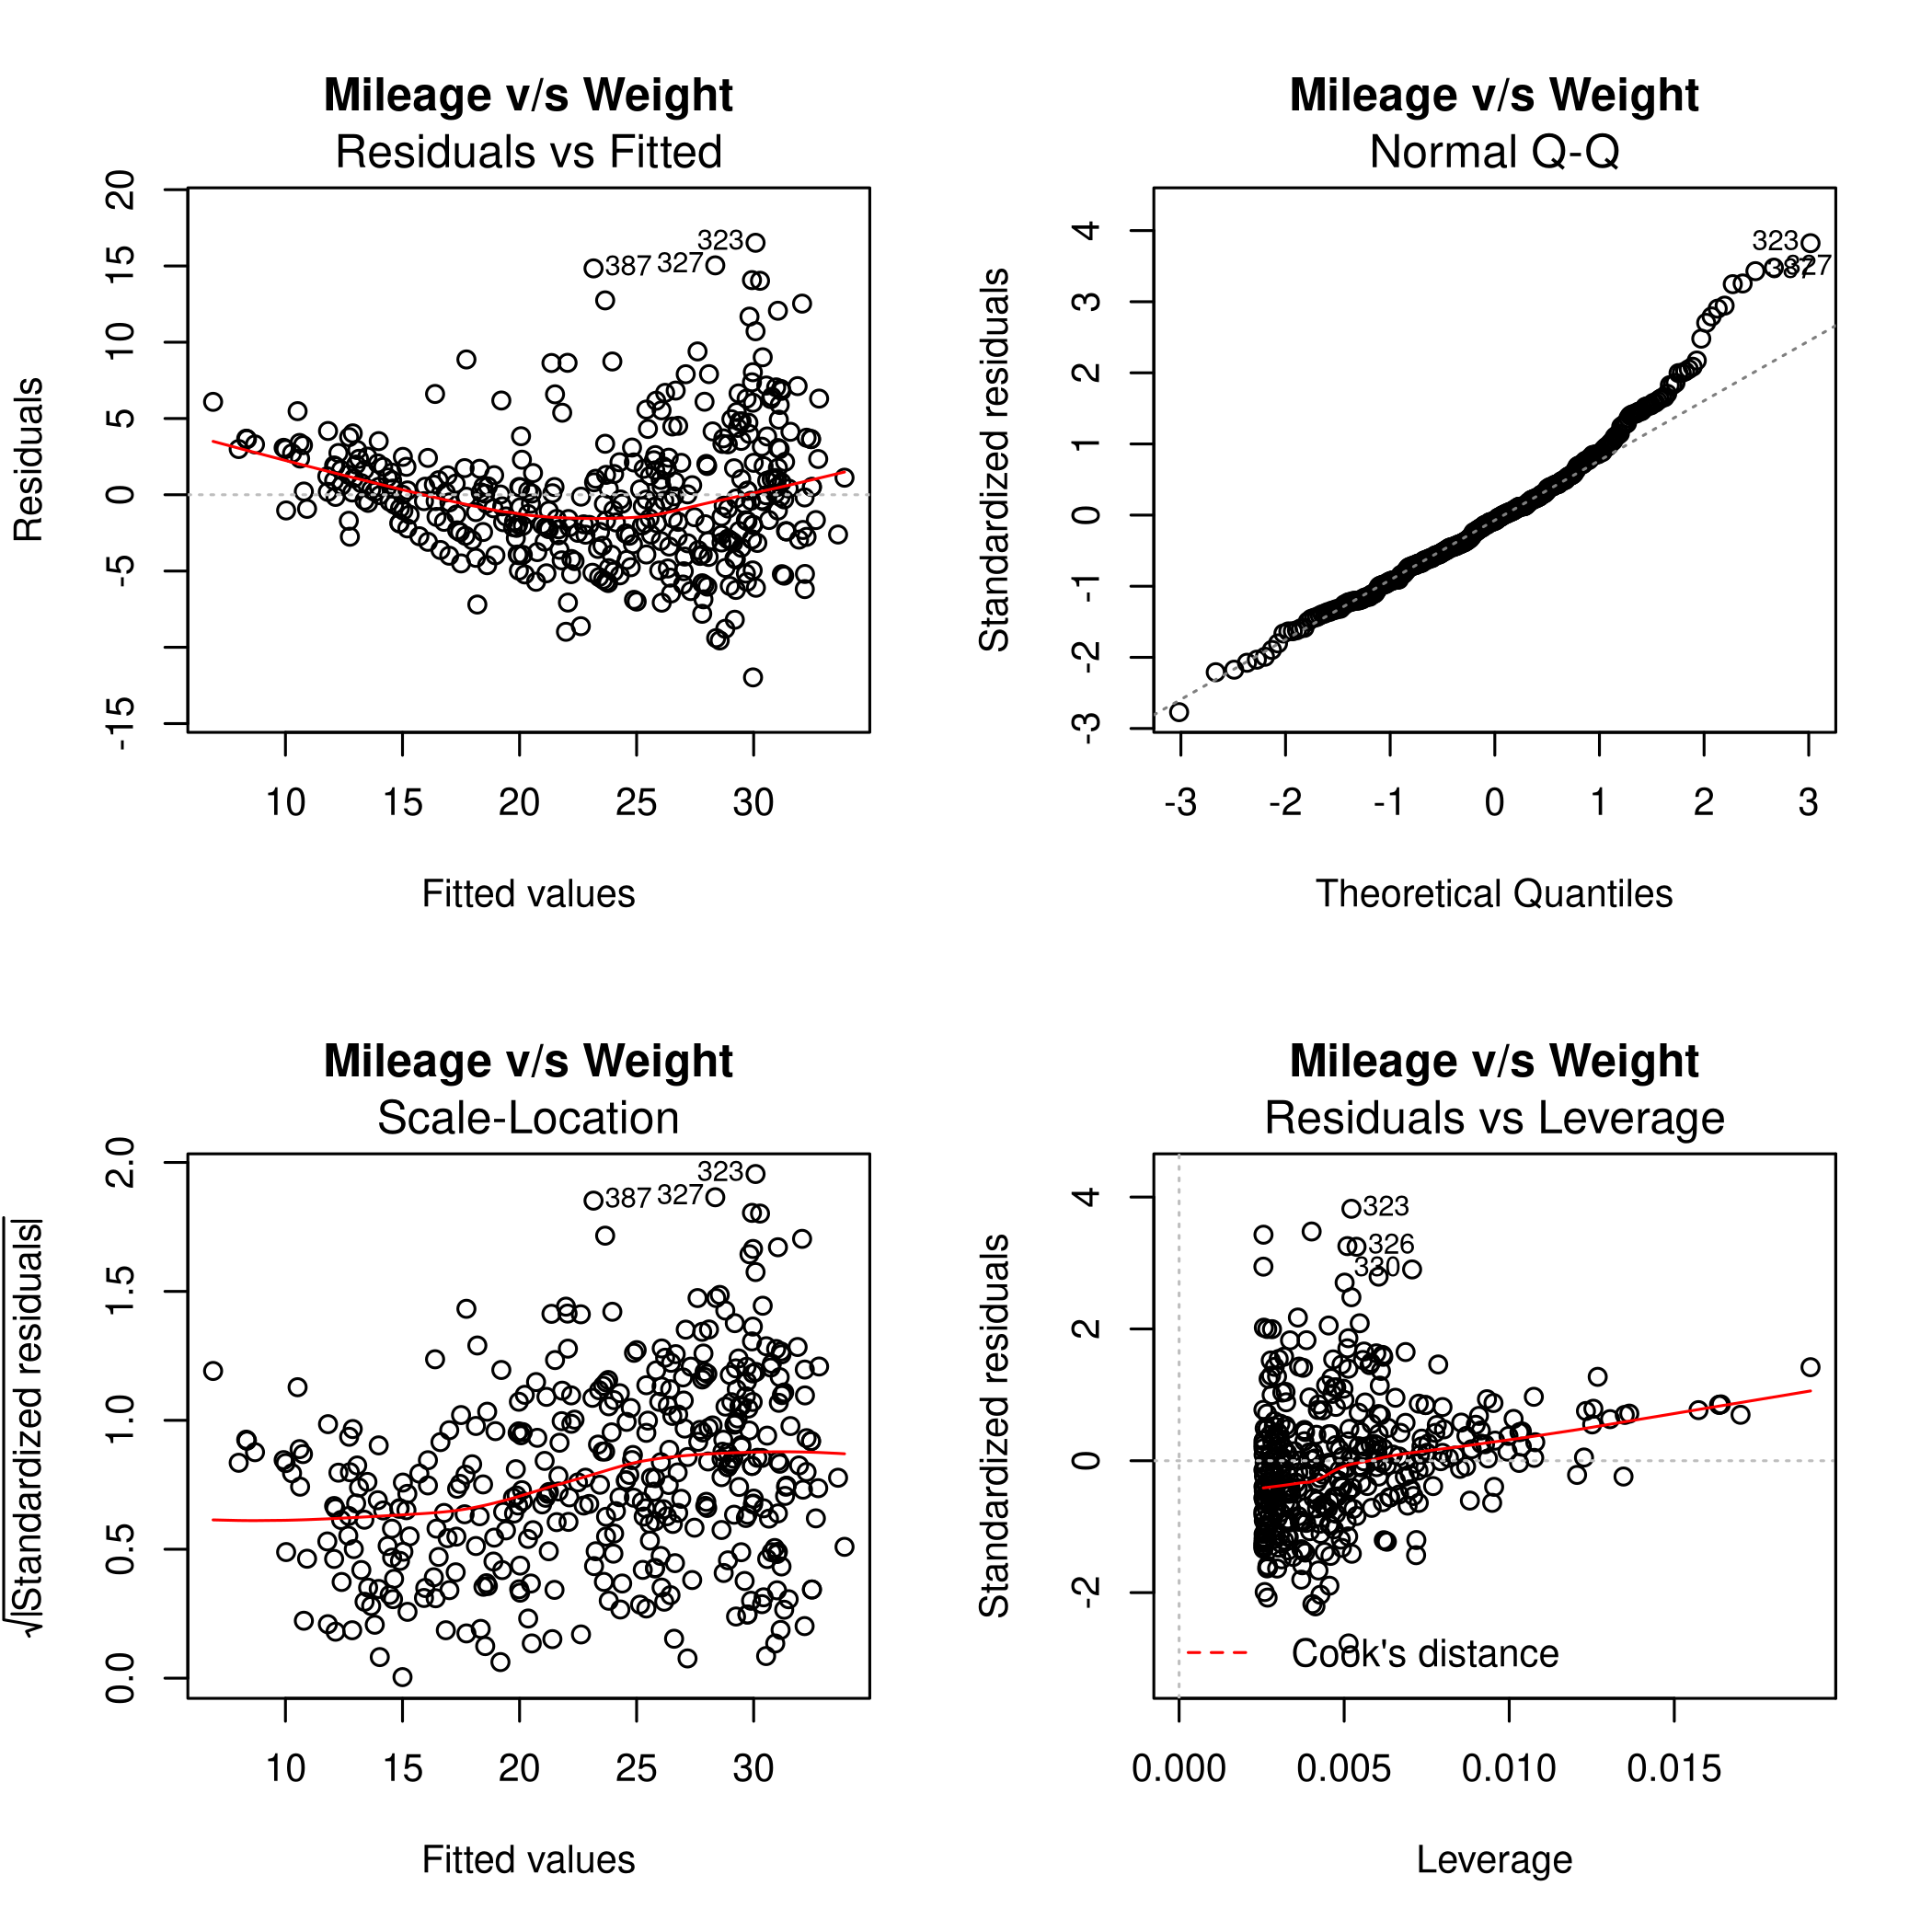 Mileage v/s Weight
Residuals vs Fitted
Residuals
20
15
10
5
0
-5
-15
323
387
327
10 15 20 25 30
Fitted values
Mileage v/s Weight
Normal Q-Q
Standardized residuals
4
3
2
1
0
-1
-2
-3
323
387
327
-3 -2 -1 0 1 2 3
Theoretical Quantiles
Mileage v/s Weight
Scale-Location
√|Standardized residuals|
2.0
1.5
1.0
0.5
0.0
323
387
327
10 15 20 25 30
Fitted values
Mileage v/s Weight
Residuals vs Leverage
Standardized residuals
4
2
0
-2
323
326
330
Cook's distance
0.000 0.005 0.010 0.015
Leverage